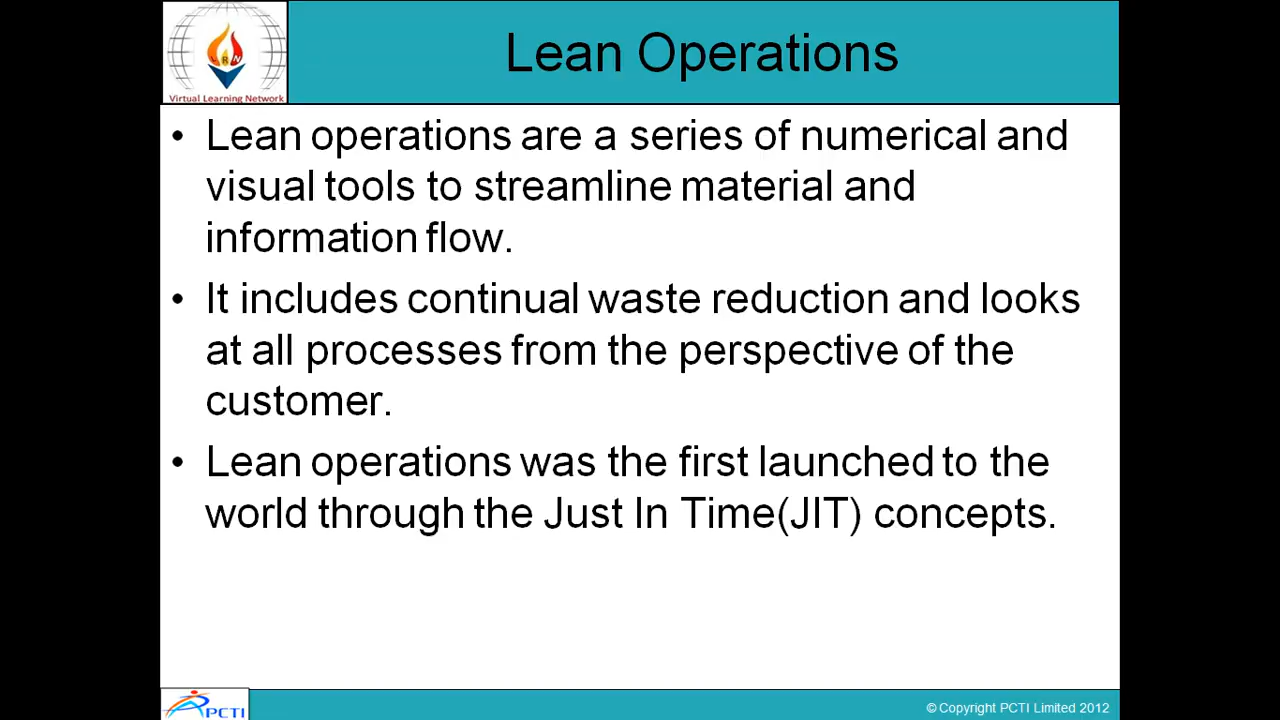 Lean Operations
Virtual Learning Network
• Lean operations are a series of numerical and
visual tools to streamline material and
information flow.
• It includes continual waste reduction and looks
at all processes from the perspective of the
customer.
• Lean operations was the first launched to the
world through the Just In Time(JIT) concepts.
PCTI
© Copyright PCTI Limited 2012